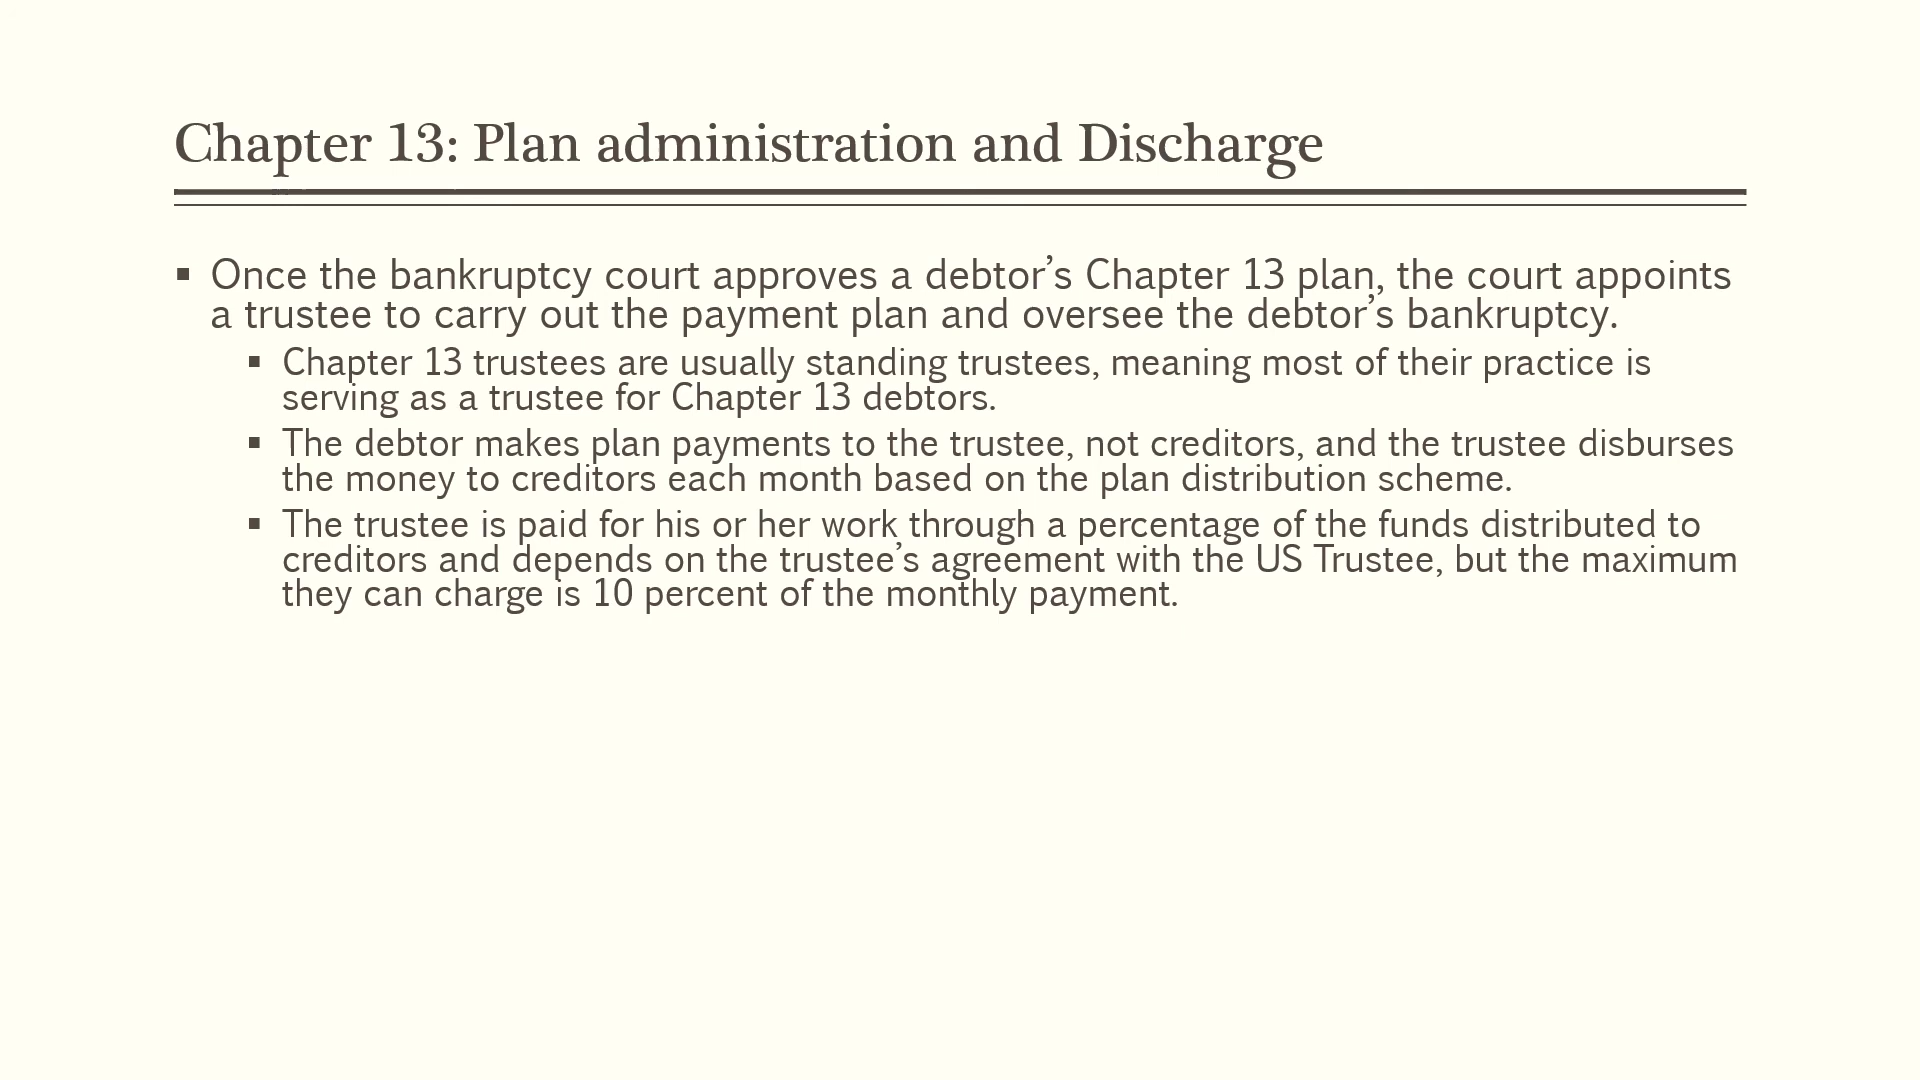 Chapter 13: Plan administration and Discharge
▪ Once the bankruptcy court approves a debtor’s Chapter 13 plan, the court appoints
a trustee to carry out the payment plan and oversee the debtor’s bankruptcy.
▪ Chapter 13 trustees are usually standing trustees, meaning most of their practice is
serving as a trustee for Chapter 13 debtors.
▪ The debtor makes plan payments to the trustee, not creditors, and the trustee disburses
the money to creditors each month based on the plan distribution scheme.
▪ The trustee is paid for his or her work through a percentage of the funds distributed to
creditors and depends on the trustee’s agreement with the US Trustee, but the maximum
they can charge is 10 percent of the monthly payment.